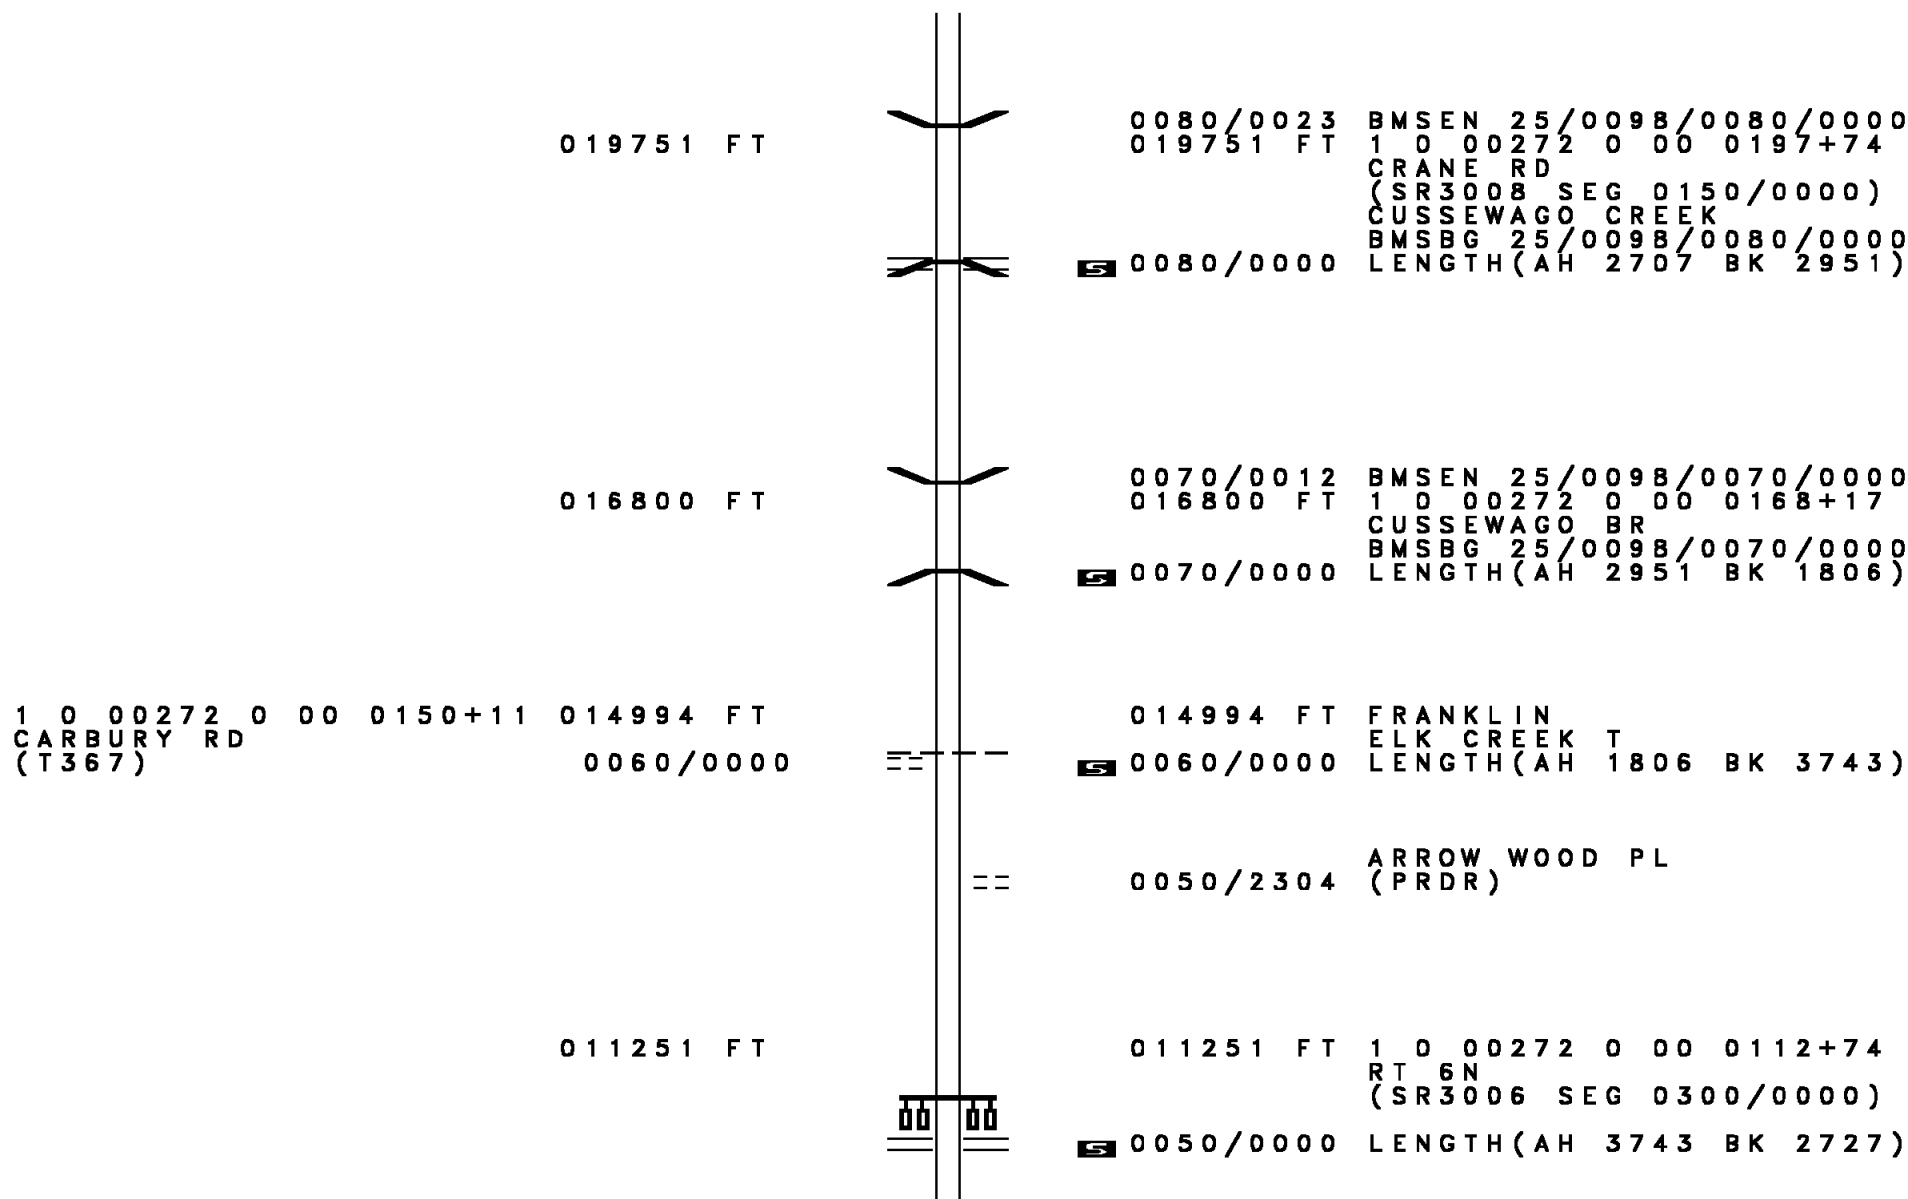 0080/0023 BMSEN 25/0098/0080/0000
019751 FT 019751 FT 1 0 00272 0 00 0197+74
CRANE RD
(SR3008 SEG 0150/0000)
CUSSEWAGO CREEK
BMSBG 25/0098/0080/0000
S 0080/0000 LENGTH(AH 2707 BK 2951)
0070/0012 BMSEN 25/0098/0070/0000
016800 FT 016800 FT 1 0 00272 0 00 0168+17
CUSSEWAGO BR
BMSBG 25/0098/0070/0000
S 0070/0000 LENGTH(AH 2951 BK 1806)
1 0 00272 0 00 0150+11 014994 FT 014994 FT FRANKLIN
CARBURY RD ELK CREEK T
(T367) 0060/0000 S 0060/0000 LENGTH(AH 1806 BK 3743)
ARROW WOOD PL
0050/2304 (PRDR)
011251 FT 011251 FT 1 0 00272 0 00 0112+74
RT 6N
(SR3006 SEG 0300/0000)
S 0050/0000 LENGTH(AH 3743 BK 2727)